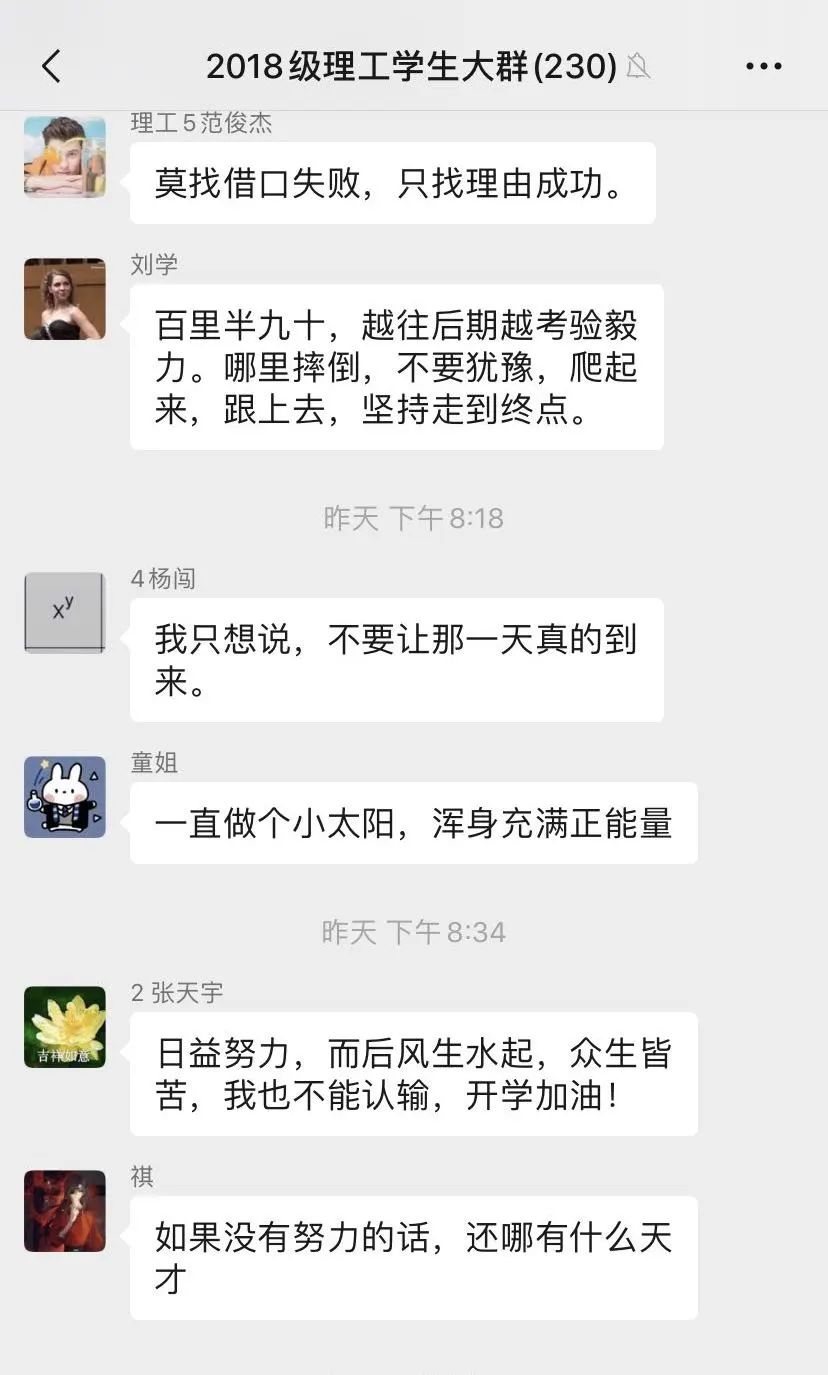 2018级理工学生大群(230)
理工5范俊杰
莫找借口失败，只找理由成功。
刘学
百里半九十，越往后期越考验毅
力。哪里摔倒，不要犹豫，爬起
来，跟上去，坚持走到终点。
昨天 下午8:18
4杨闯
xʸ
我只想说，不要让那一天真的到
来。
童姐
一直做个小太阳，浑身充满正能量
昨天 下午8:34
2 张天宇
吉祥如意
日益努力，而后风生水起，众生皆
苦，我也不能认输，开学加油！
祺
如果没有努力的话，还哪有什么天
才